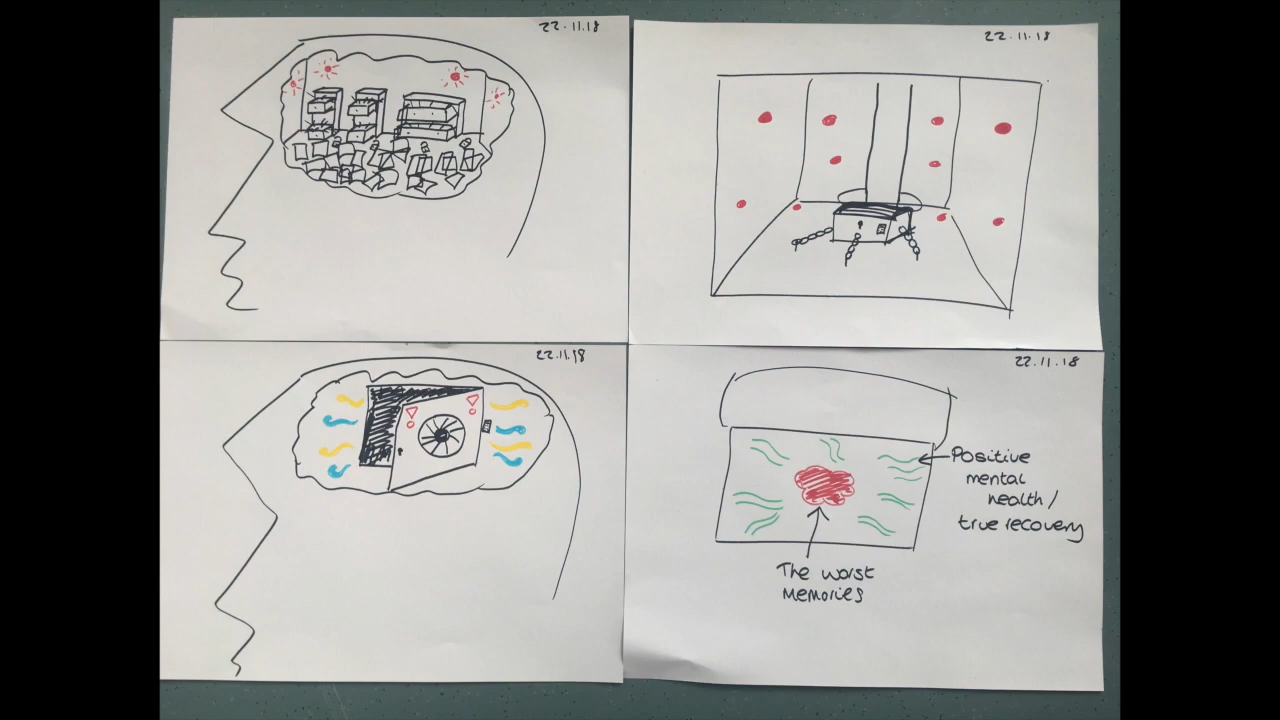 22.11.18
22.11.18
22.11.18
22.11.18
Positive
mental
health/
true recovery
The worst
Memories